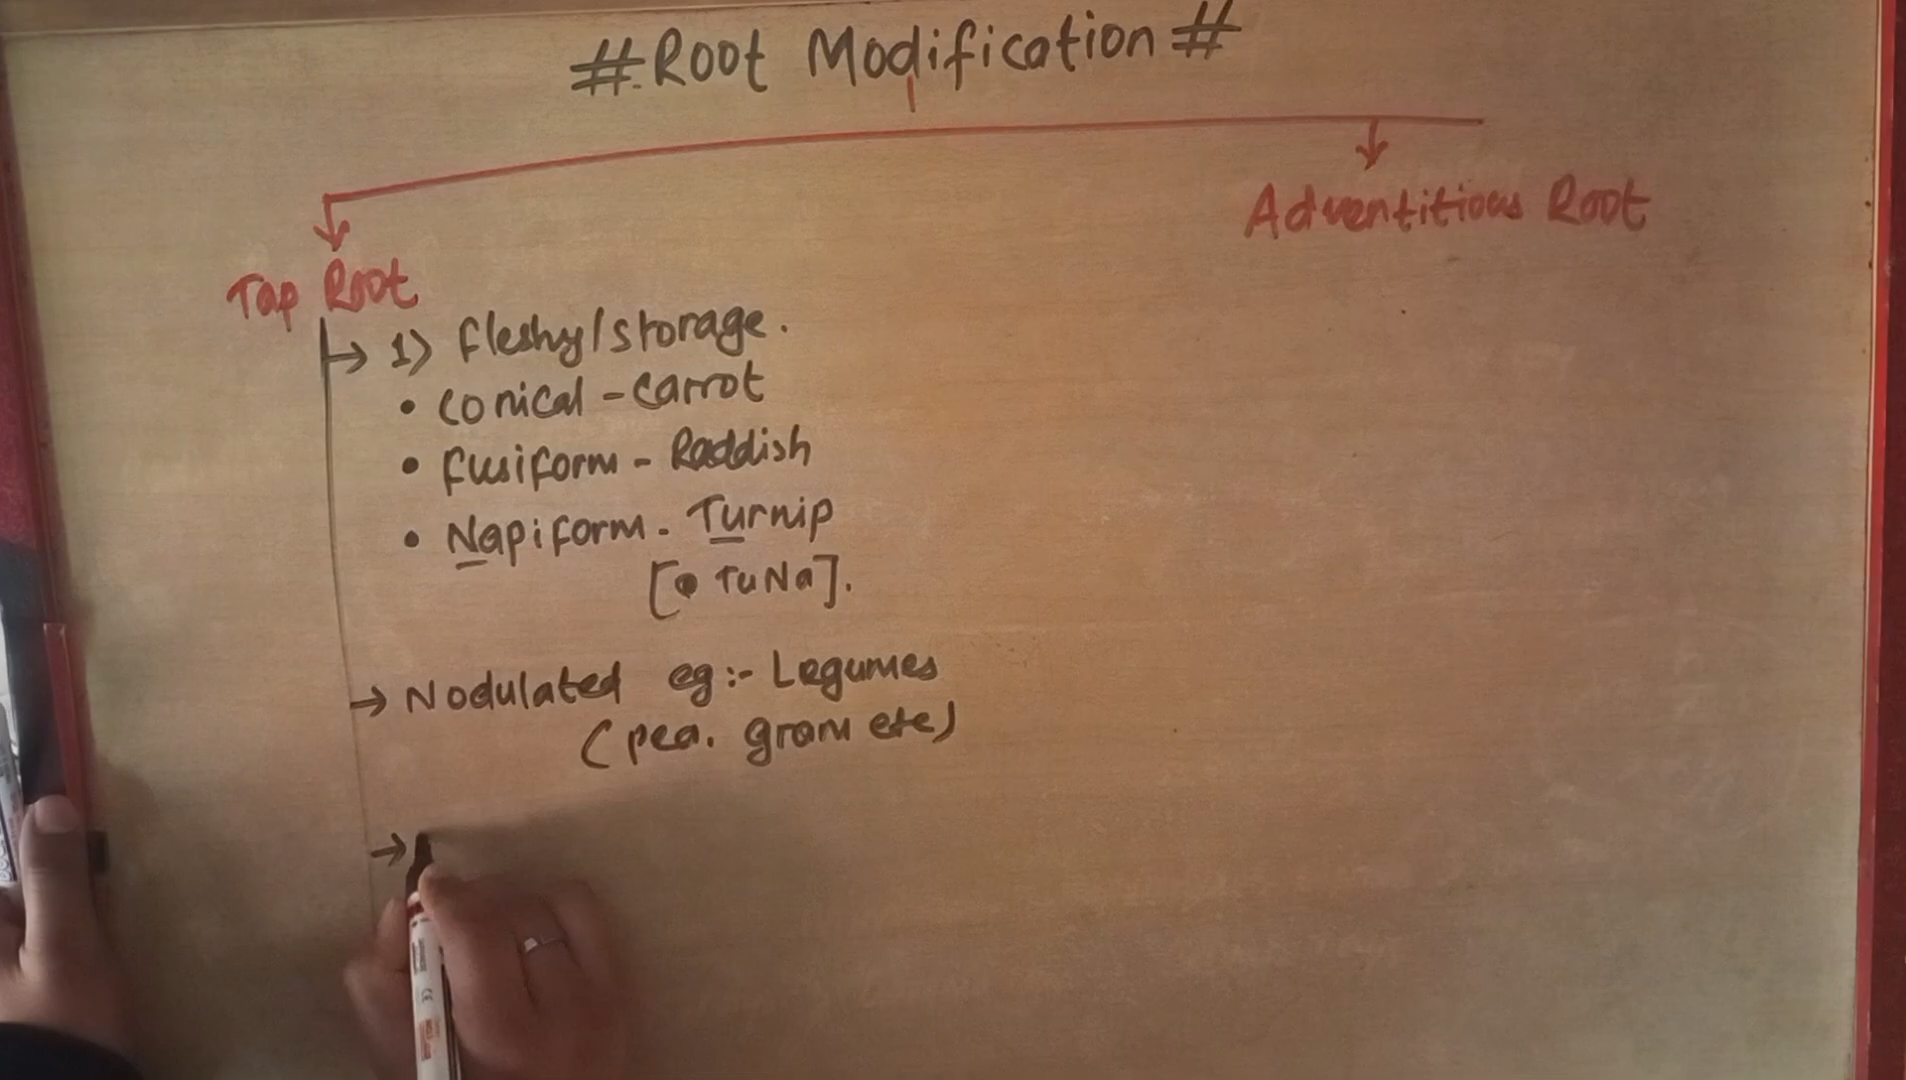 # Root Modification #
Adventitious Root
Tap Root
→ 1) Fleshy/storage.
• conical - carrot
• fusiform - Raddish
• Napiform - Turnip
[• TuNa].
→ Nodulated eg:- Legumes
(pea. gram etc)
→